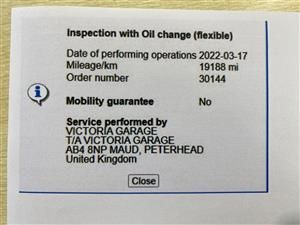 Inspection with Oil change (flexible)
Date of performing operations 2022-03-17
Mileage/km 19188 mi
Order number 30144
Mobility guarantee No
Service performed by
VICTORIA GARAGE
T/A VICTORIA GARAGE
AB4 8NP MAUD, PETERHEAD
United Kingdom
Close